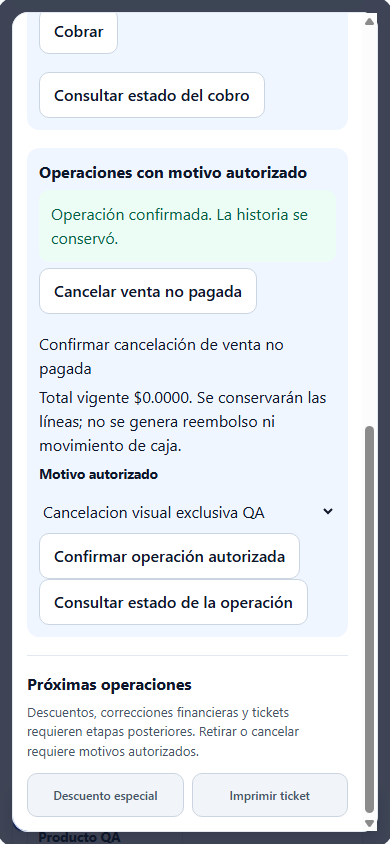 Cobrar
Consultar estado del cobro
Operaciones con motivo autorizado
Operación confirmada. La historia se
conservó.
Cancelar venta no pagada
Confirmar cancelación de venta no
pagada
Total vigente $0.0000. Se conservarán las
líneas; no se genera reembolso ni
movimiento de caja.
Motivo autorizado
Cancelacion visual exclusiva QA
Confirmar operación autorizada
Consultar estado de la operación
Próximas operaciones
Descuentos, correcciones financieras y tickets
requieren etapas posteriores. Retirar o cancelar
requiere motivos autorizados.
Descuento especial
Imprimir ticket
Producto QA